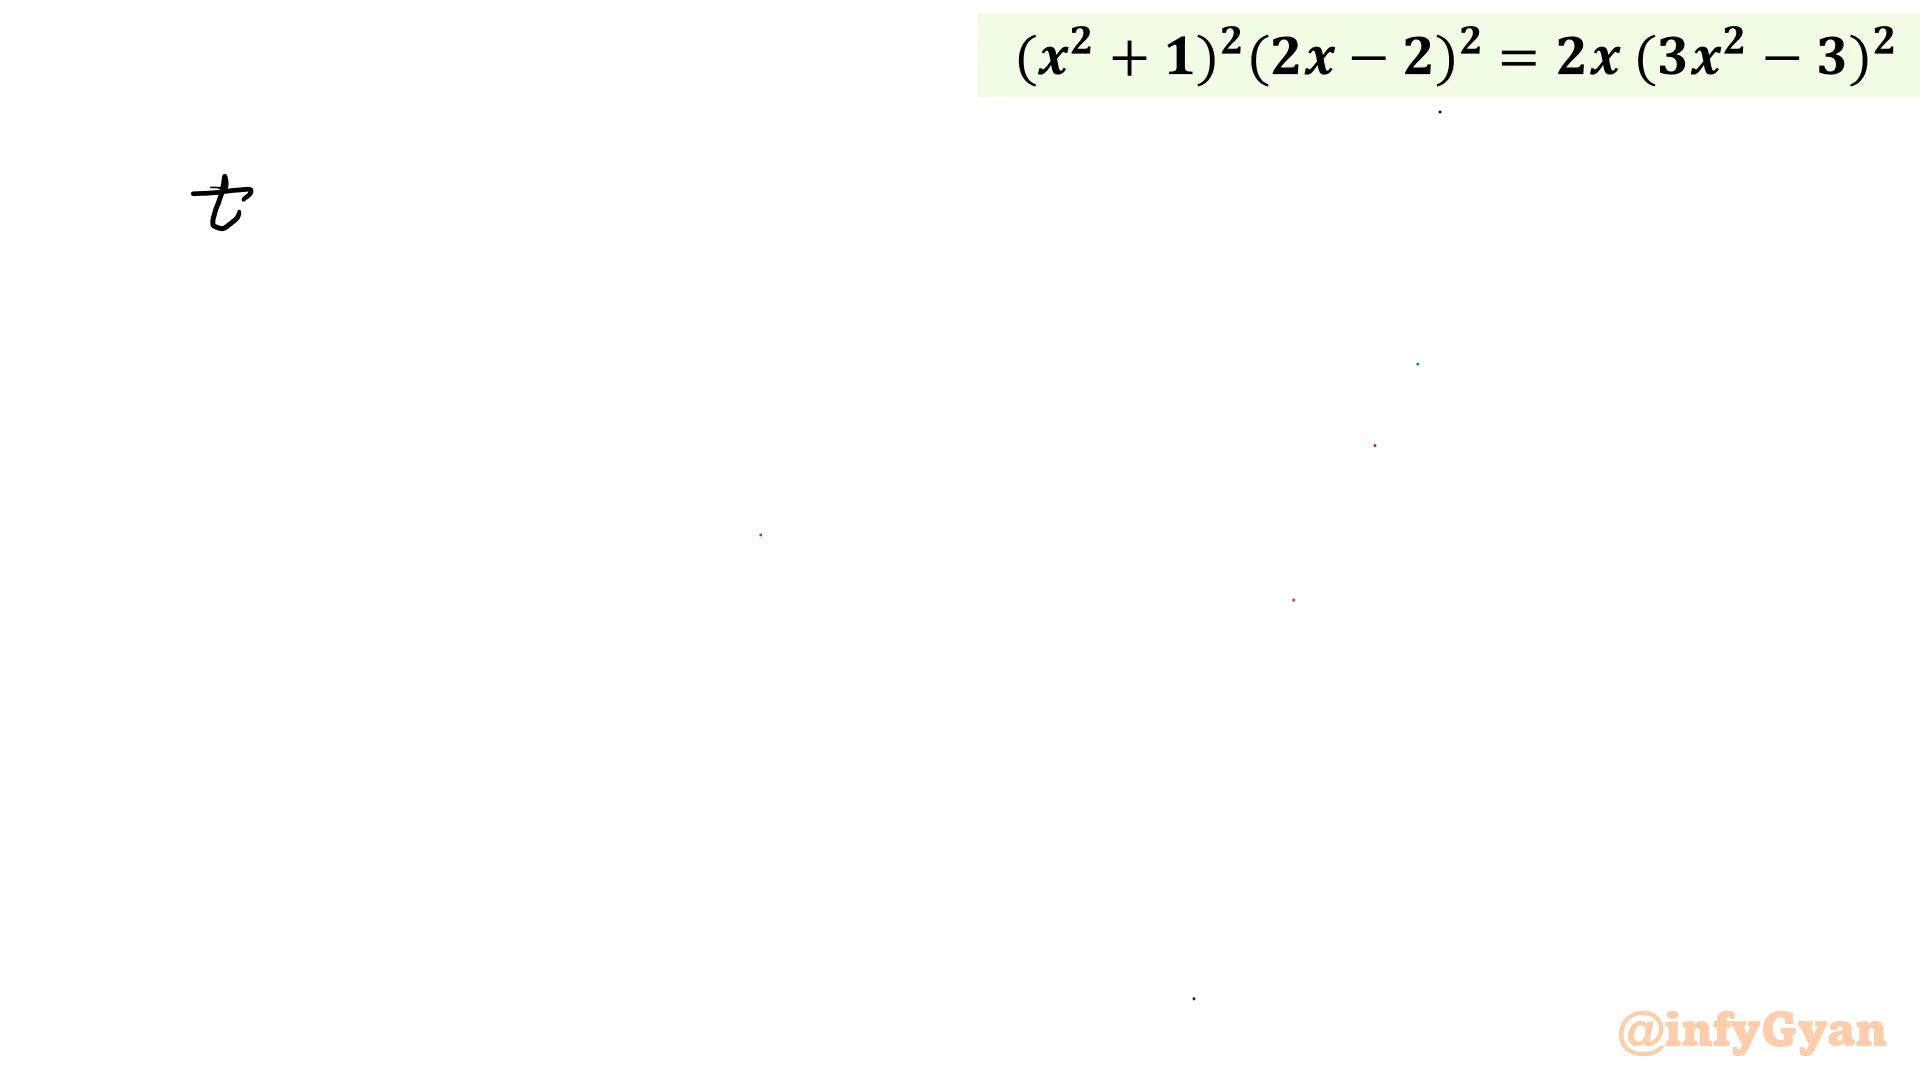 (x² + 1)²(2x − 2)² = 2x (3x² − 3)²
t
@infyGyan